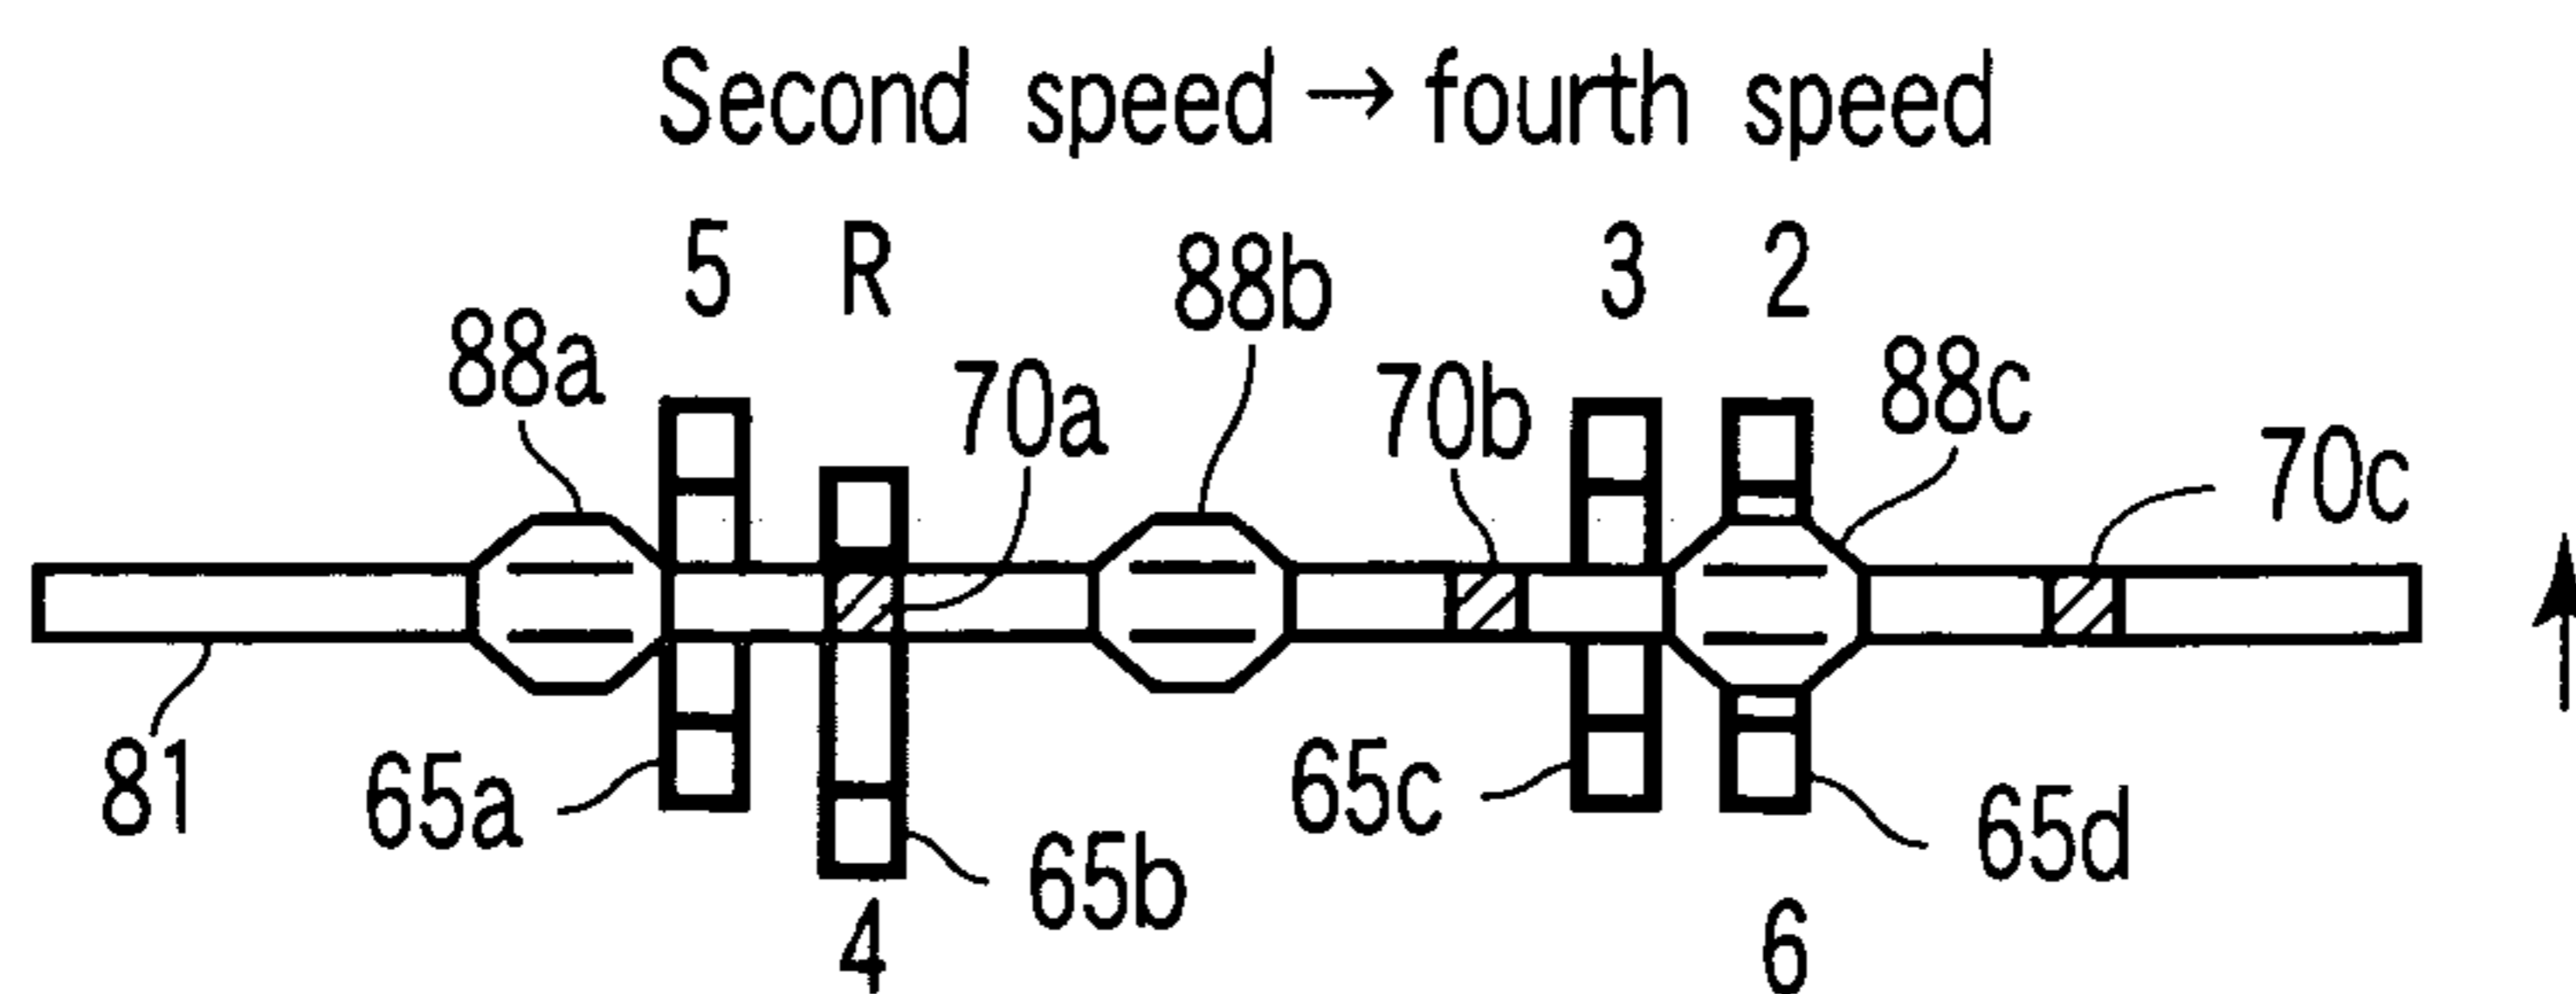 Second speed → fourth speed
5 R 88b 3 2
88a 70a 70b 88c 70c
81 65a 65b 65c 65d
4 6